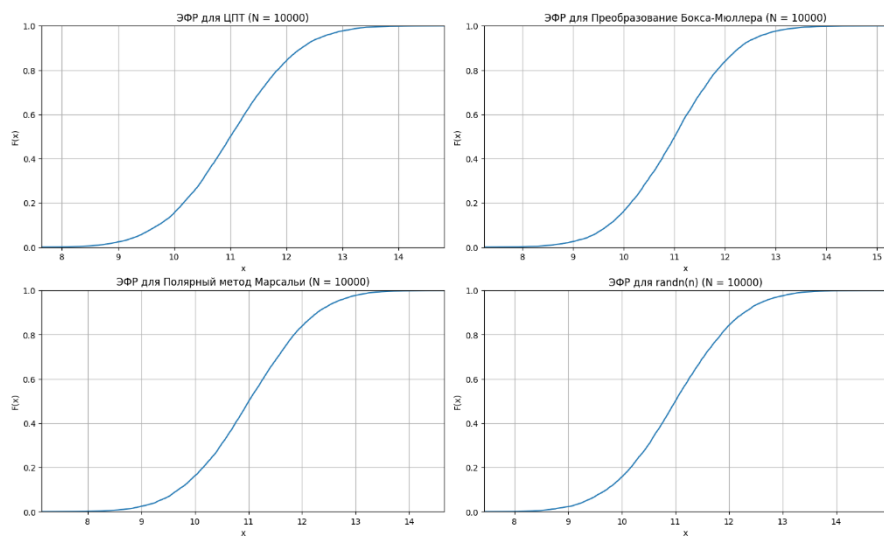 ЭФР для ЦПТ (N = 10000)
1.0
0.8
0.6
0.4
0.2
0.0
F(x)
8 9 10 11 12 13 14
x
ЭФР для Преобразование Бокса-Мюллера (N = 10000)
1.0
0.8
0.6
0.4
0.2
0.0
F(x)
8 9 10 11 12 13 14 15
x
ЭФР для Полярный метод Марсальи (N = 10000)
1.0
0.8
0.6
0.4
0.2
0.0
F(x)
8 9 10 11 12 13 14
x
ЭФР для randn(n) (N = 10000)
1.0
0.8
0.6
0.4
0.2
0.0
F(x)
8 9 10 11 12 13 14
x